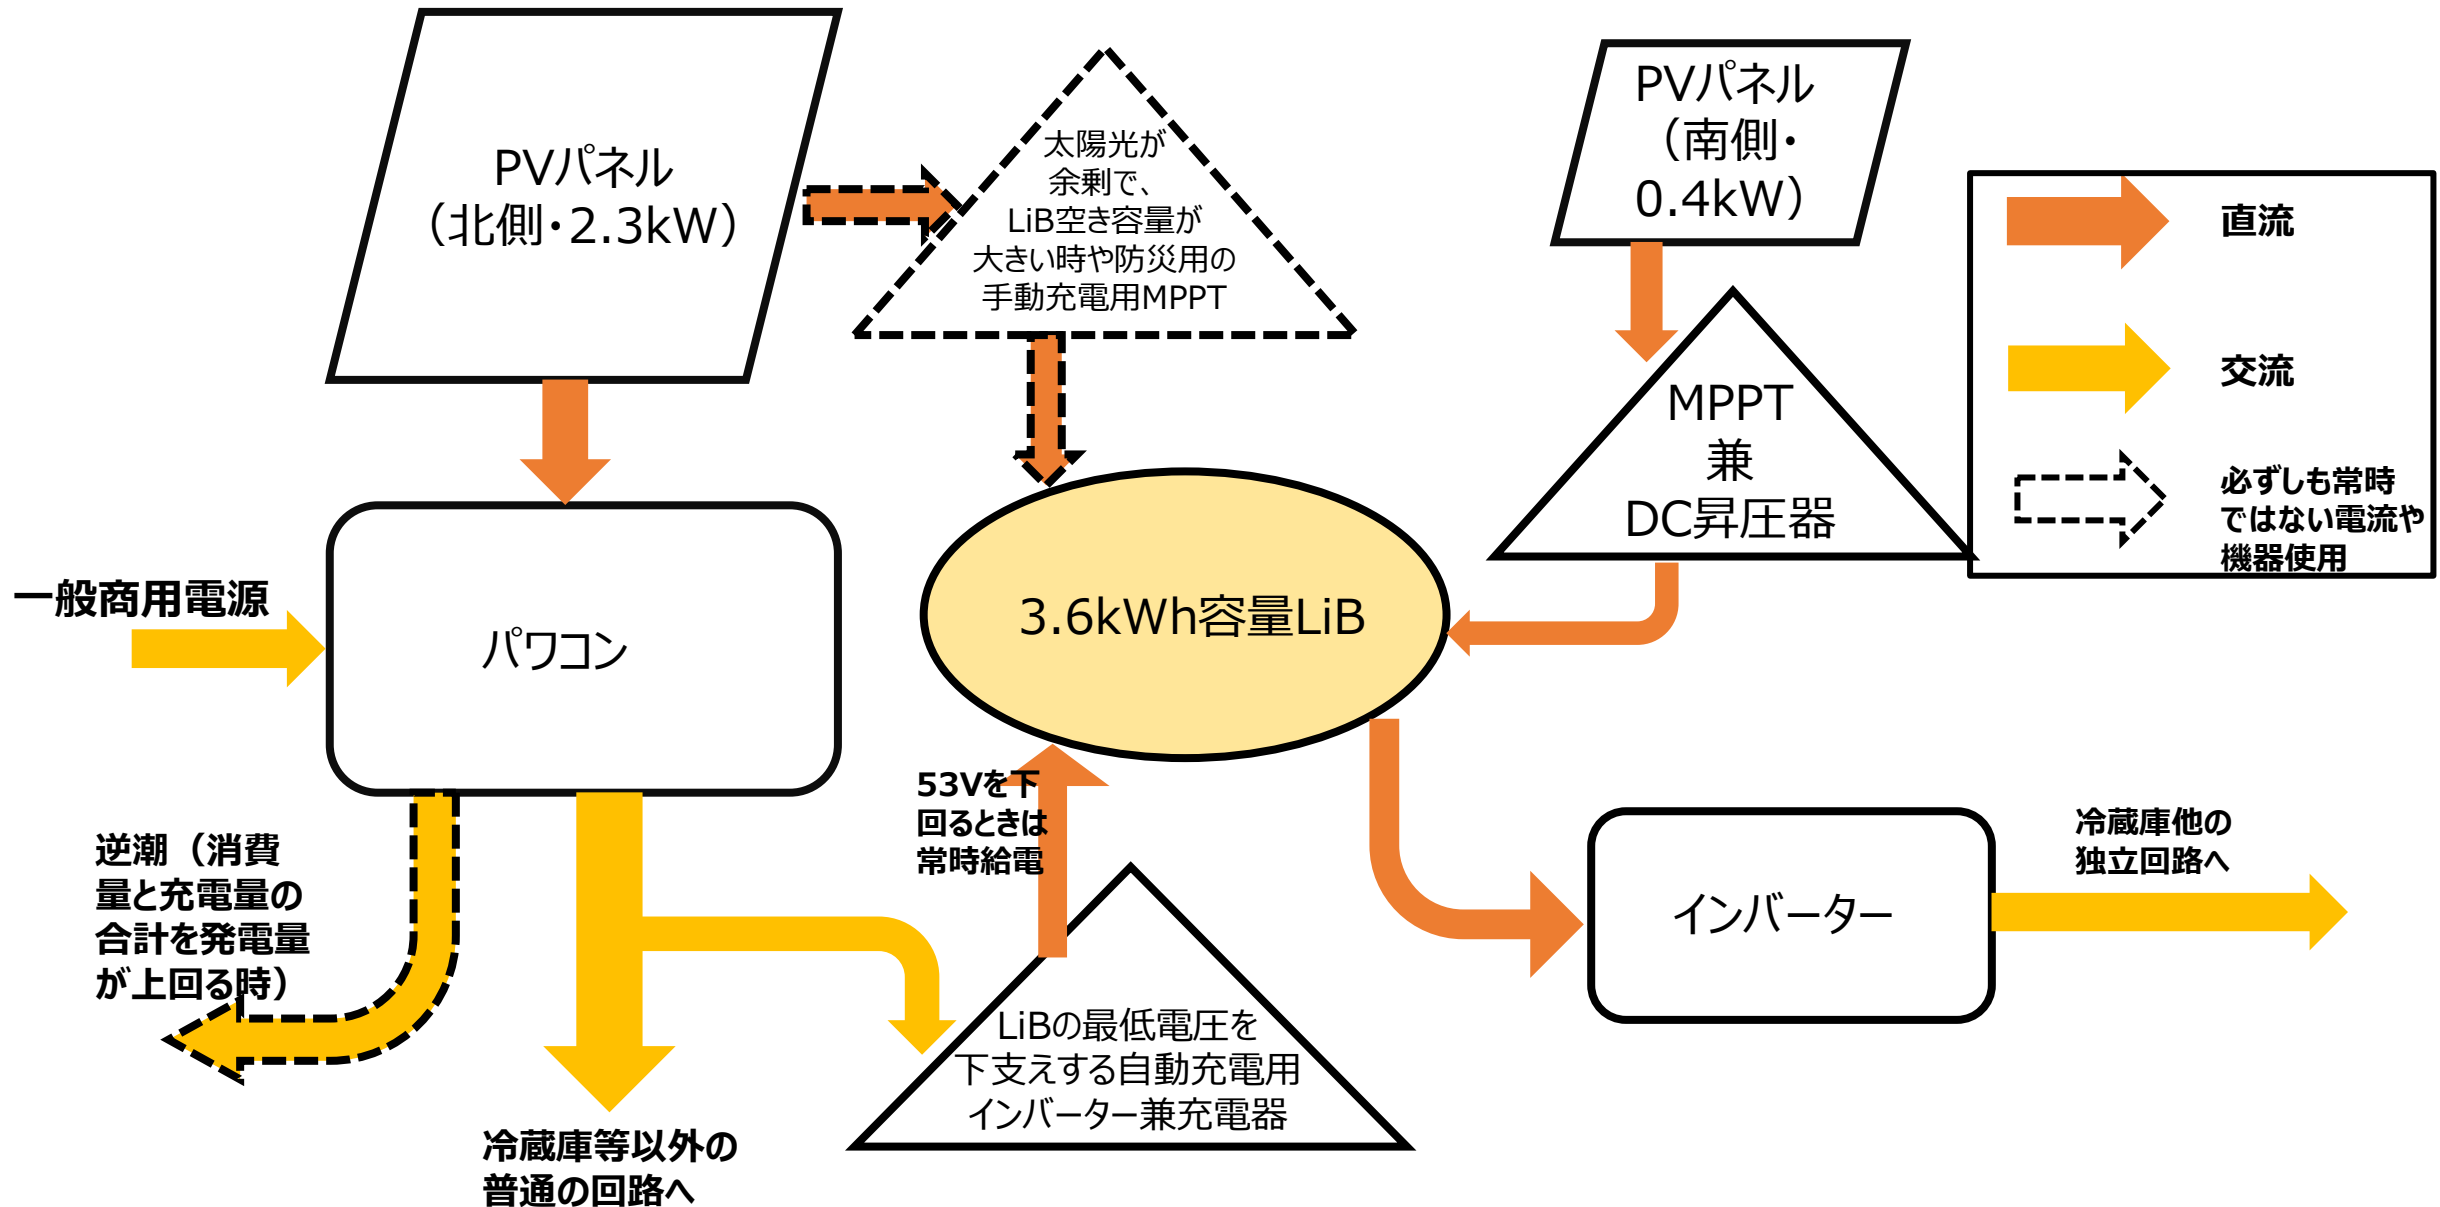 PVパネル
（北側・2.3kW）
太陽光が
余剰で、
LiB空き容量が
大きい時や防災用の
手動充電用MPPT
PVパネル
（南側・
0.4kW）
直流
交流
必ずしも常時
ではない電流や
機器使用
MPPT
兼
DC昇圧器
一般商用電源
パワコン
3.6kWh容量LiB
53Vを下
回るときは
常時給電
逆潮（消費
量と充電量の
合計を発電量
が上回る時）
冷蔵庫他の
独立回路へ
インバーター
LiBの最低電圧を
下支えする自動充電用
インバーター兼充電器
冷蔵庫等以外の
普通の回路へ